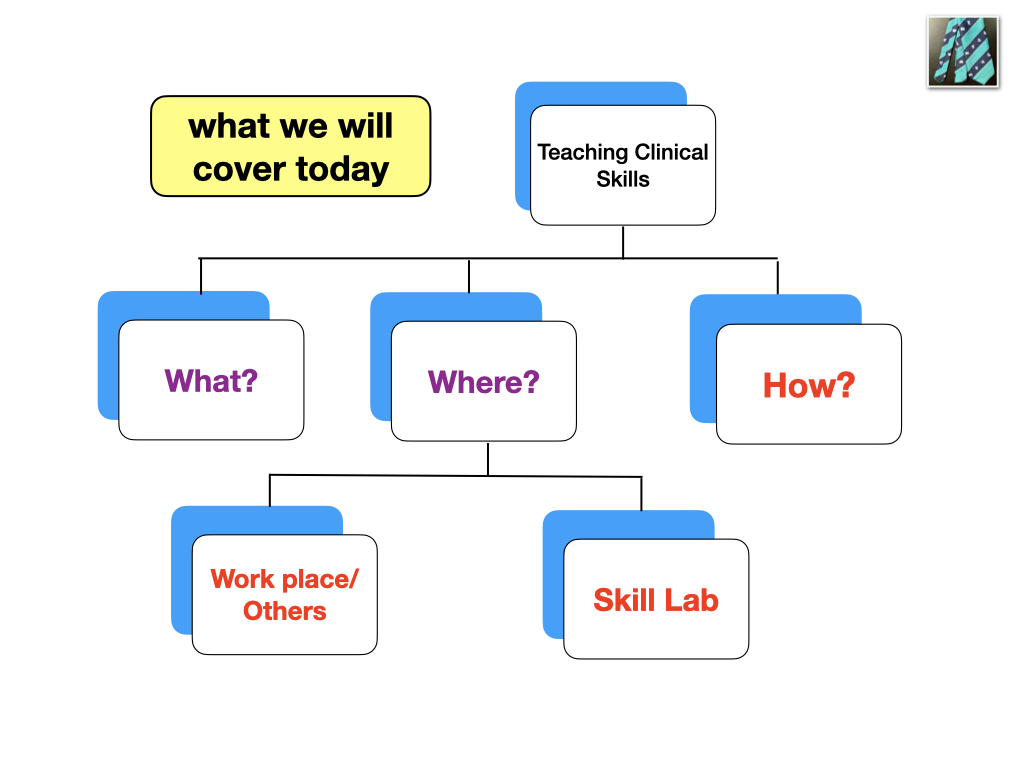 what we will
cover today
Teaching Clinical
Skills
What?
Where?
How?
Work place/
Others
Skill Lab